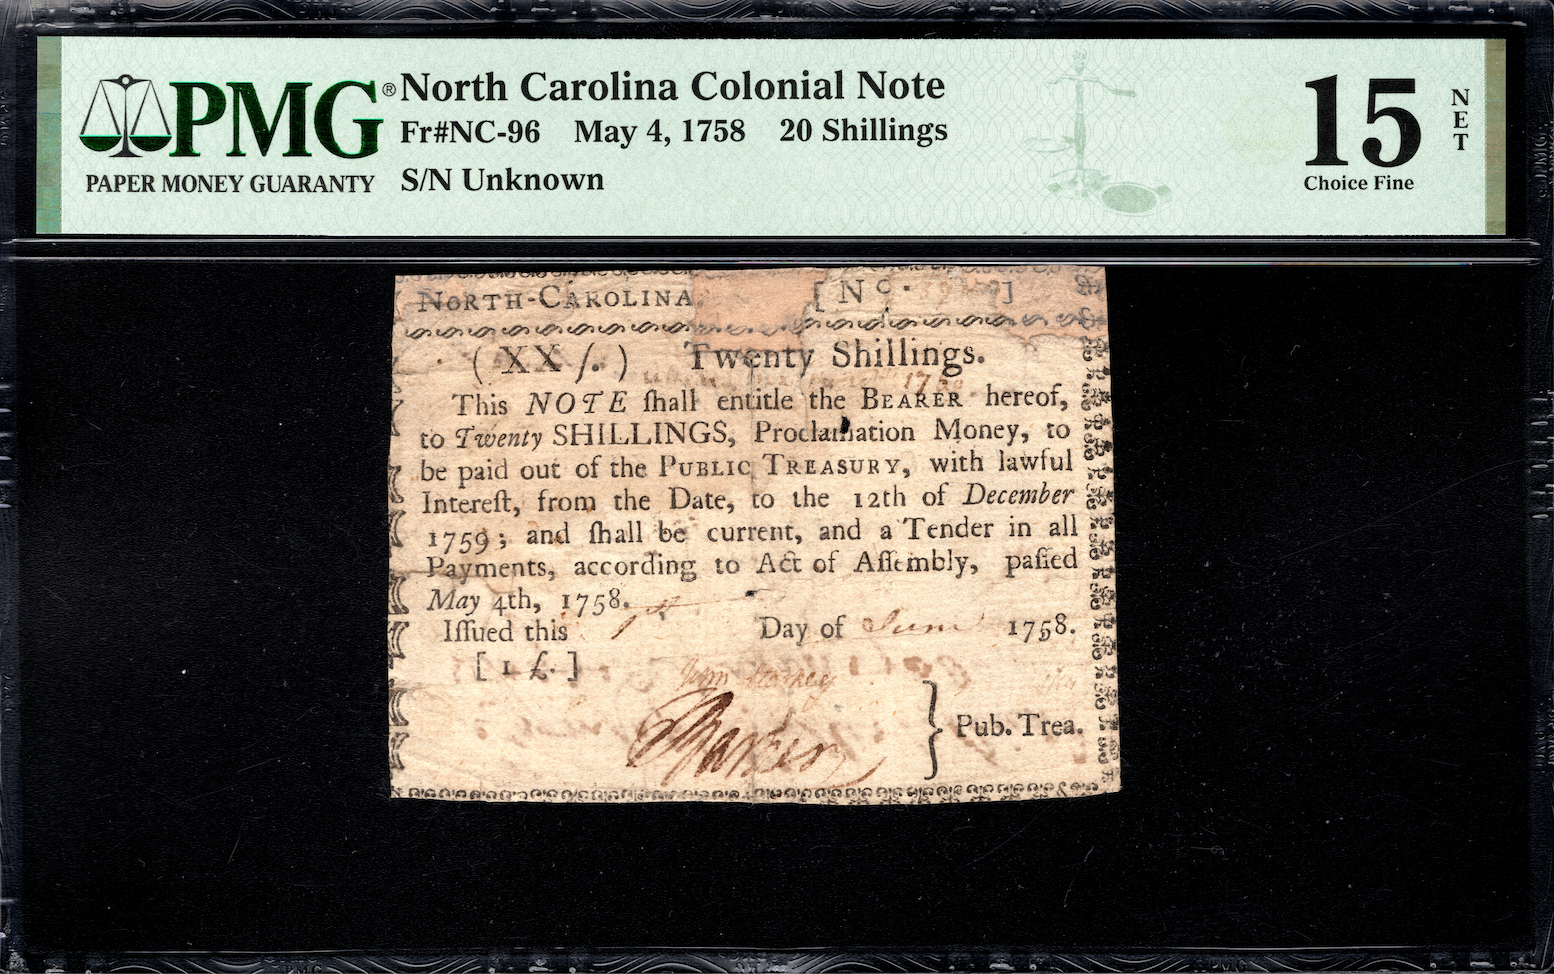 PMG®
PAPER MONEY GUARANTY
North Carolina Colonial Note
Fr#NC-96 May 4, 1758 20 Shillings
S/N Unknown
15
NET
Choice Fine
NORTH-CAROLINA. [No. ]
(XX ſ.) Twenty Shillings.
This NOTE ſhall entitle the BEARER hereof,
to Twenty SHILLINGS, Proclamation Money, to
be paid out of the PUBLIC TREASURY, with lawful
Intereſt, from the Date, to the 12th of December
1759; and ſhall be current, and a Tender in all
Payments, according to Act of Aſſembly, paſſed
May 4th, 1758.
Iſſued this 1st Day of June 1758.
[1 £.]
} Pub. Trea.
PMG